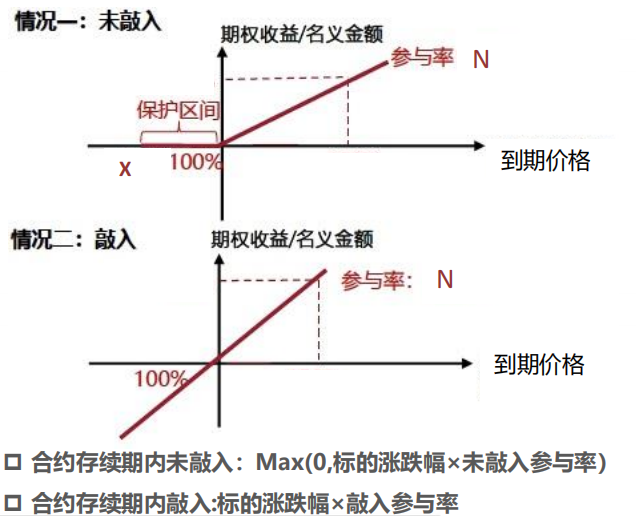 情况一：未敲入
期权收益/名义金额
参与率 N
保护区间
X
100%
到期价格
情况二：敲入
期权收益/名义金额
参与率： N
100%
到期价格
合约存续期内未敲入：Max(0,标的涨跌幅×未敲入参与率)
合约存续期内敲入:标的涨跌幅×敲入参与率